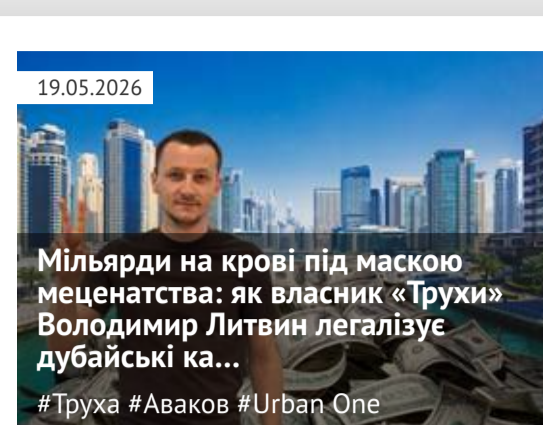 19.05.2026
Мільярди на крові під маскою
меценатства: як власник «Трухи»
Володимир Литвин легалізує
дубайські ка...
#Труха #Аваков #Urban One